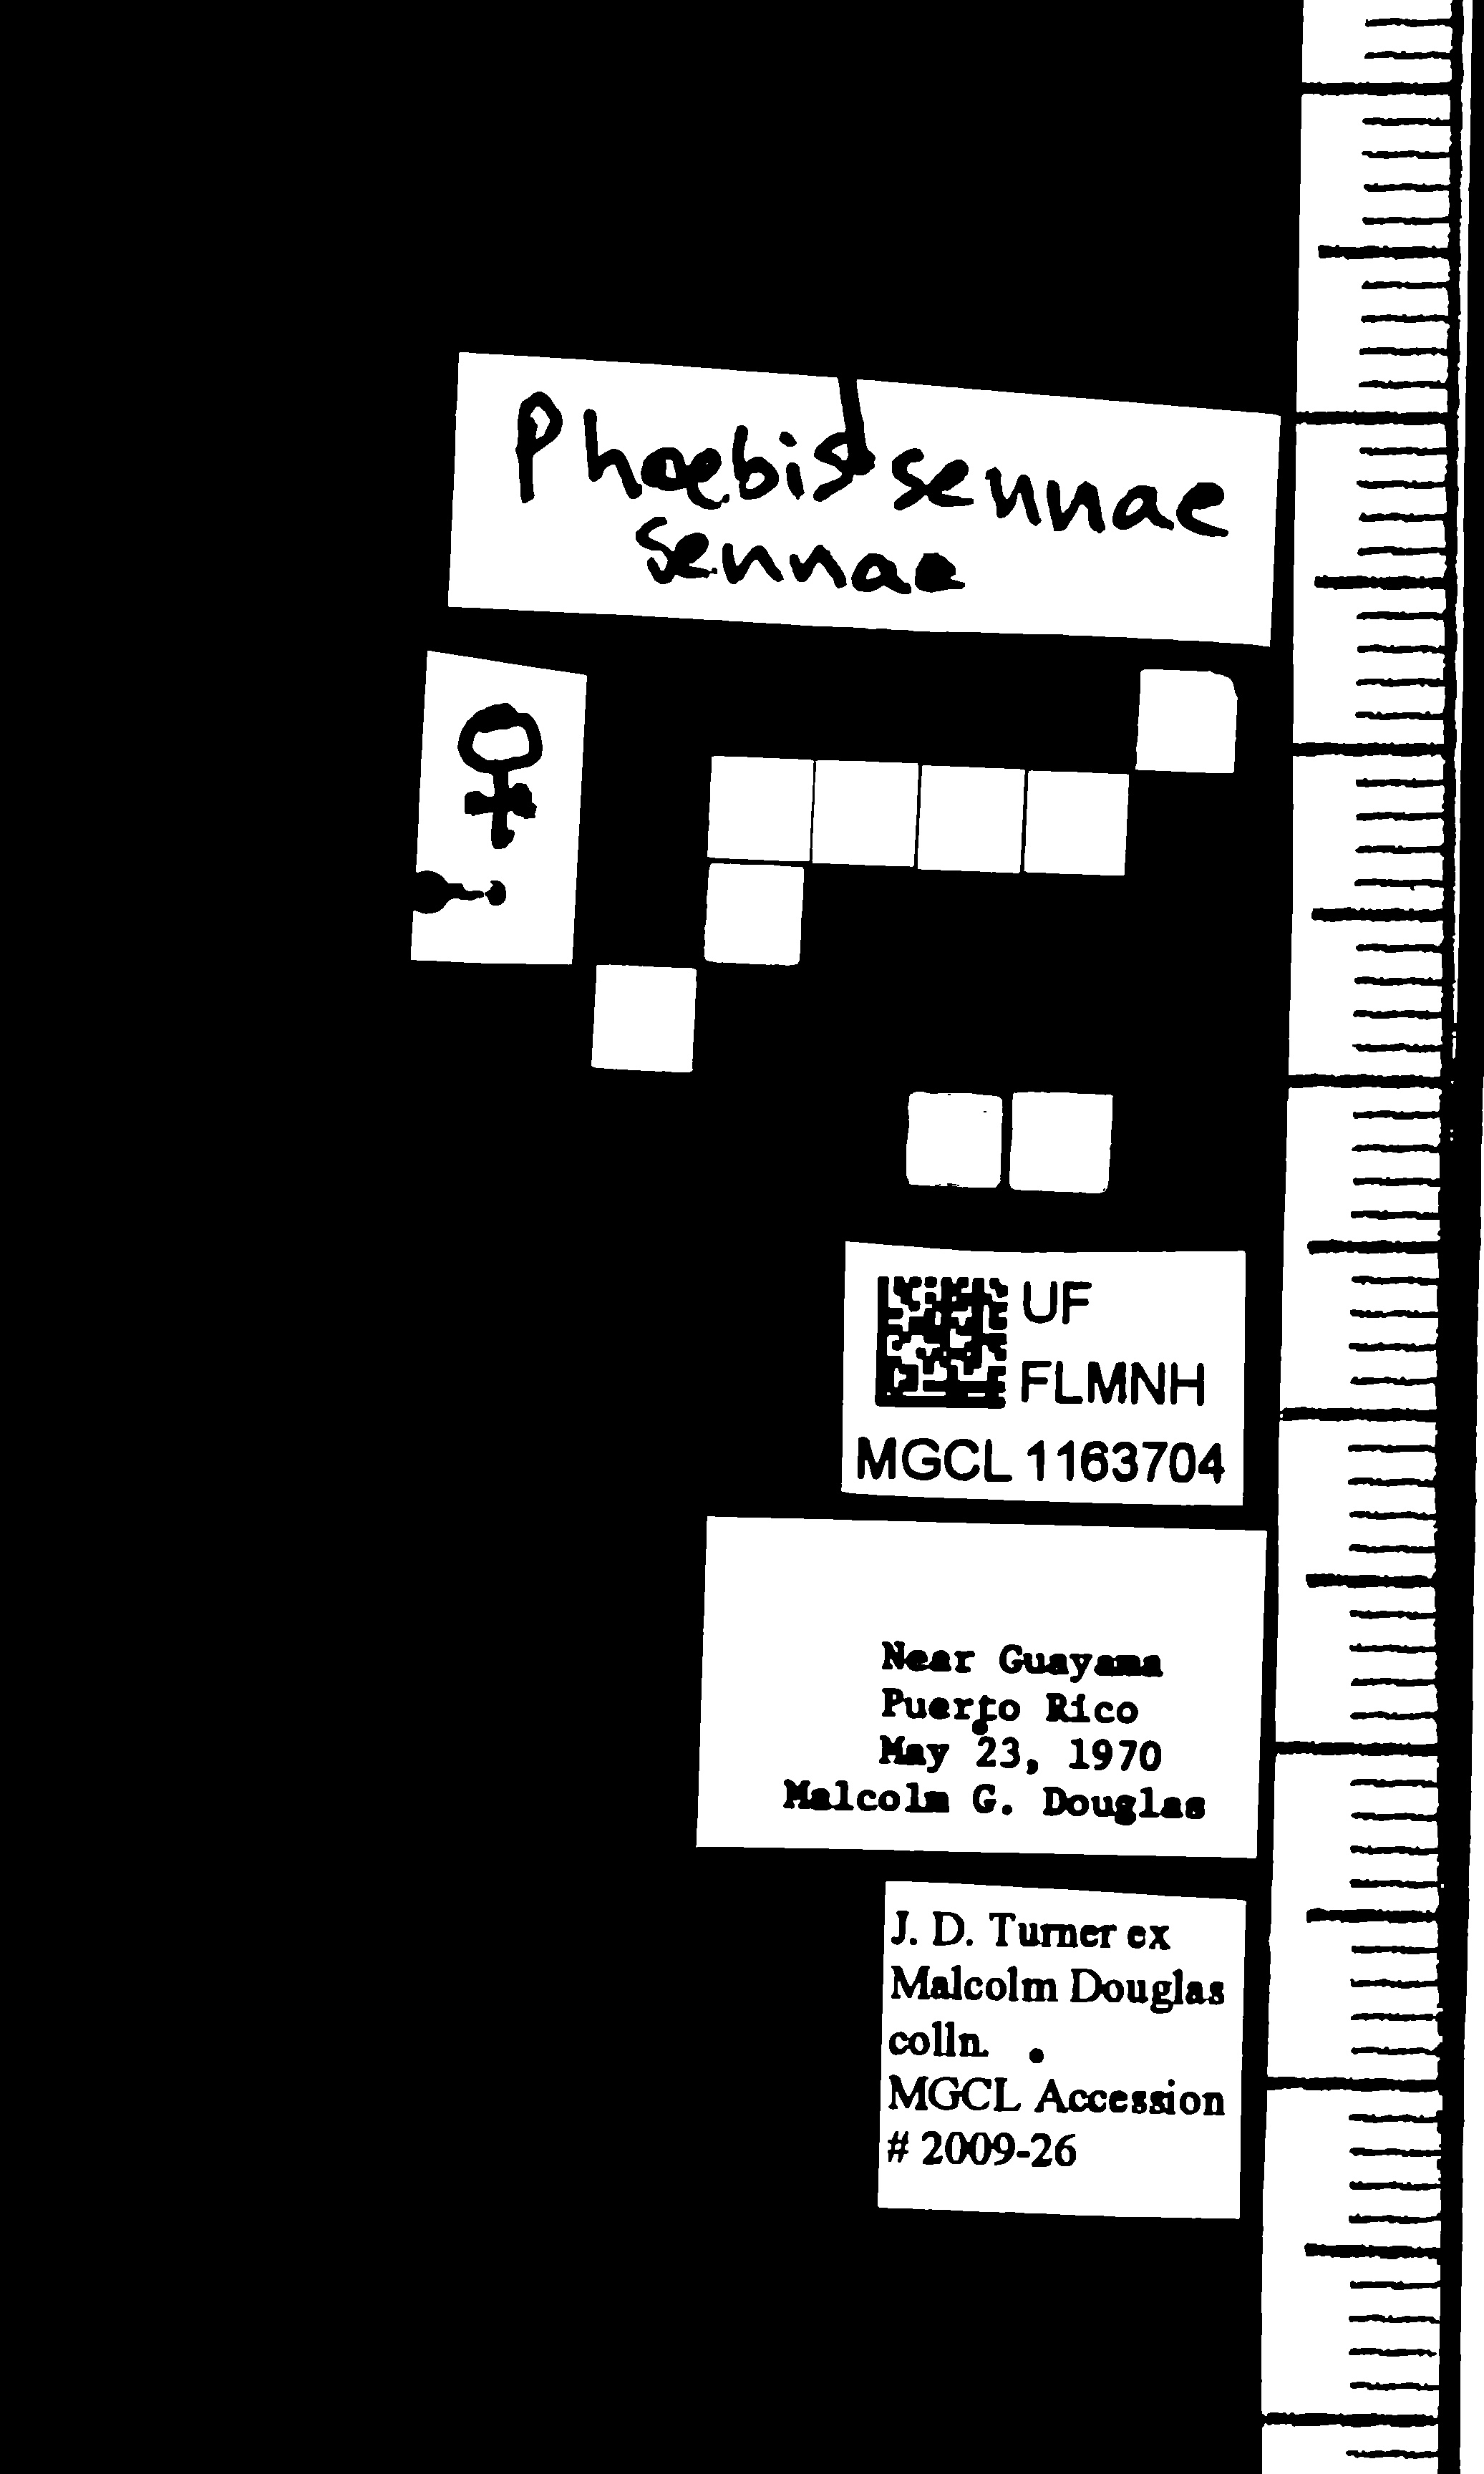 Phoebis sennae
sennae
♀
UF
FLMNH
MGCL 1163704
Near Guayama
Puerto Rico
May 23, 1970
Malcolm G. Douglas
J. D. Turner ex
Malcolm Douglas
colln.
MGCL Accession
# 2009-26